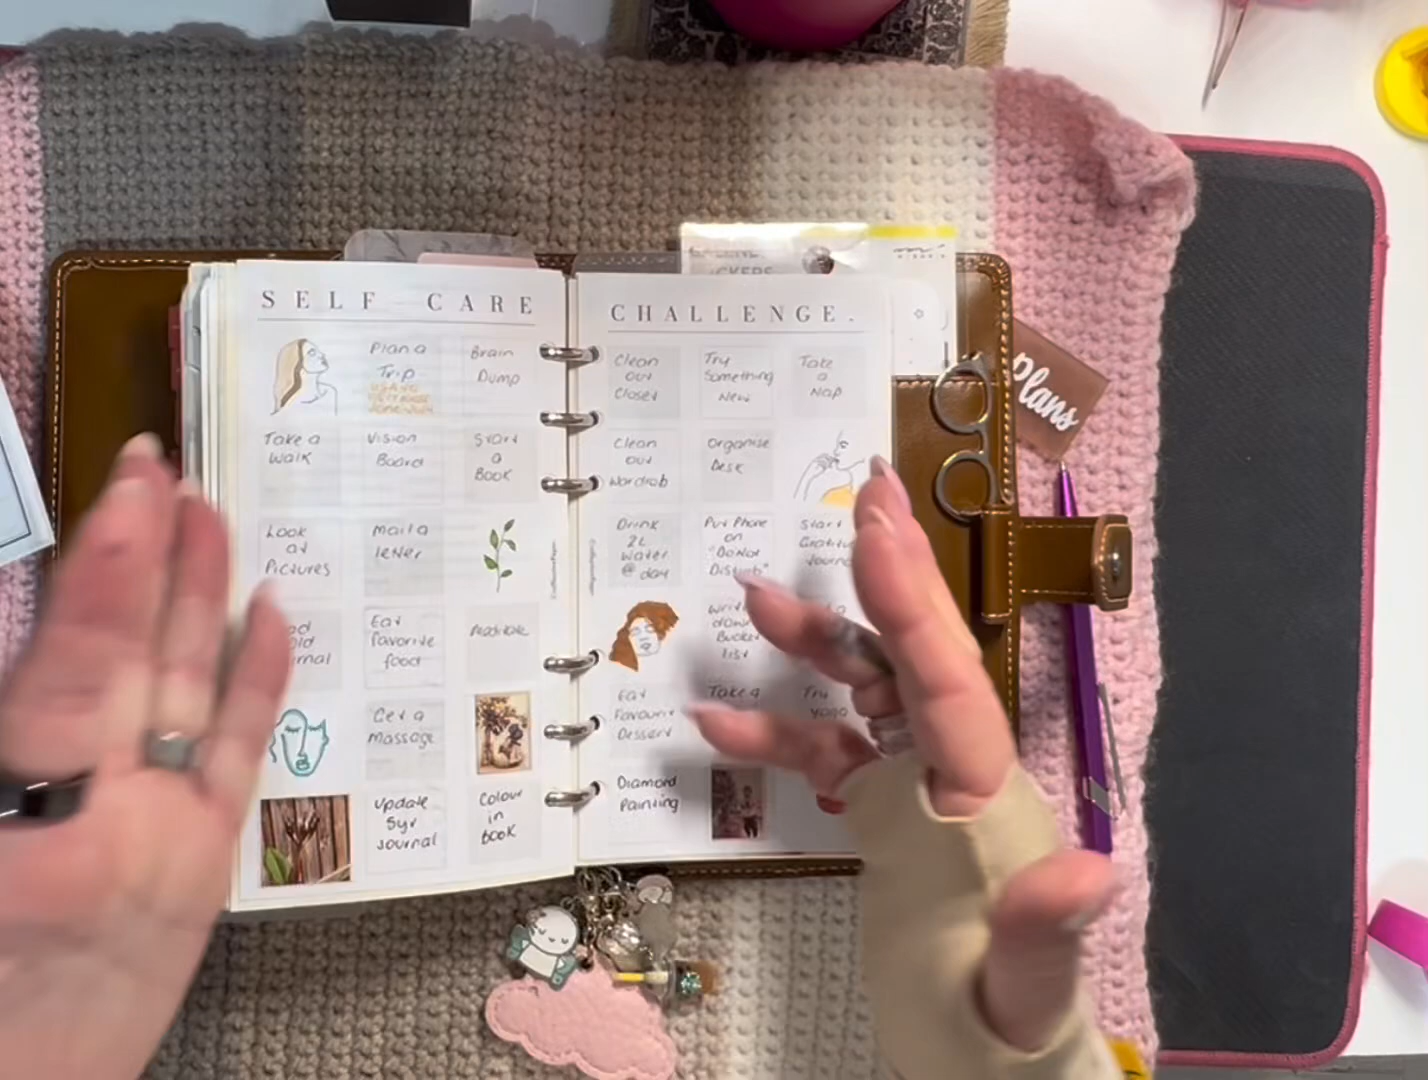 SELF CARE
Plan a
Trip
Brain
Dump
Take a
walk
Vision
Board
Start
a
Book
Look
at
Pictures
mail a
letter
Eat
favorite
food
meditate
Get a
massage
update
5yr
journal
Colour
in
book
CHALLENGE.
Clean
out
Closet
Try
Something
New
Take
a
Nap
Clean
out
wardrob
organise
Desk
Drink
2L
water
@ day
Put Phone
on
"Do Not
Disturb"
Start
down
Bucket
list
Eat
Favourite
Dessert
Take a
Try
yoga
Diamond
Painting
Plans